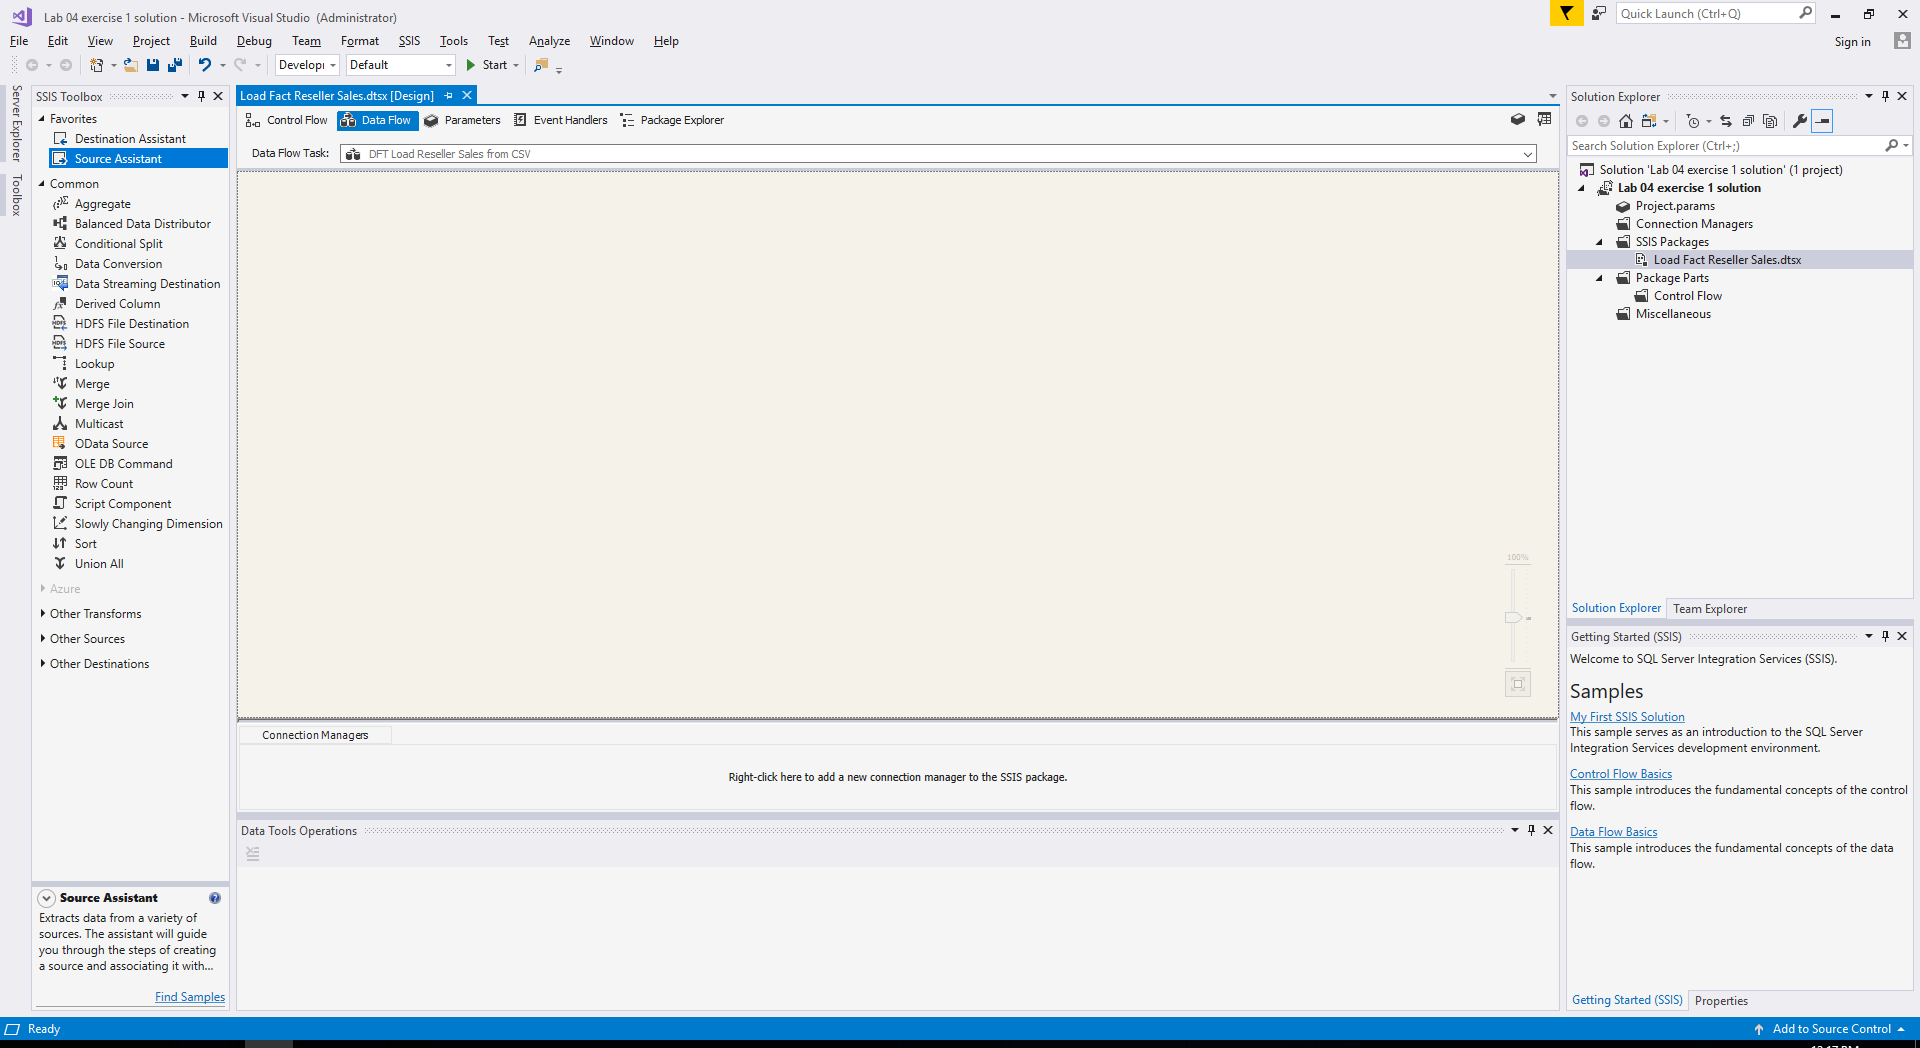 Lab 04 exercise 1 solution - Microsoft Visual Studio (Administrator)
Quick Launch (Ctrl+Q)
File Edit View Project Build Debug Team Format SSIS Tools Test Analyze Window Help
Sign in
Default
Start
Server Explorer
Toolbox
SSIS Toolbox
Favorites
Destination Assistant
Source Assistant
Common
Aggregate
Balanced Data Distributor
Conditional Split
Data Conversion
Data Streaming Destination
Derived Column
HDFS File Destination
HDFS File Source
Lookup
Merge
Merge Join
Multicast
OData Source
OLE DB Command
Row Count
Script Component
Slowly Changing Dimension
Sort
Union All
Azure
Other Transforms
Other Sources
Other Destinations
Source Assistant
Extracts data from a variety of
sources. The assistant will guide
you through the steps of creating
a source and associating it with...
Find Samples
Load Fact Reseller Sales.dtsx [Design]
Control Flow Data Flow Parameters Event Handlers Package Explorer
Data Flow Task: DFT Load Reseller Sales from CSV
100%
Connection Managers
Right-click here to add a new connection manager to the SSIS package.
Data Tools Operations
Solution Explorer
Search Solution Explorer (Ctrl+;)
Solution 'Lab 04 exercise 1 solution' (1 project)
Lab 04 exercise 1 solution
Project.params
Connection Managers
SSIS Packages
Load Fact Reseller Sales.dtsx
Package Parts
Control Flow
Miscellaneous
Solution Explorer Team Explorer
Getting Started (SSIS)
Welcome to SQL Server Integration Services (SSIS).
Samples
My First SSIS Solution
This sample serves as an introduction to the SQL Server
Integration Services development environment.
Control Flow Basics
This sample introduces the fundamental concepts of the control
flow.
Data Flow Basics
This sample introduces the fundamental concepts of the data
flow.
Getting Started (SSIS) Properties
Ready
Add to Source Control